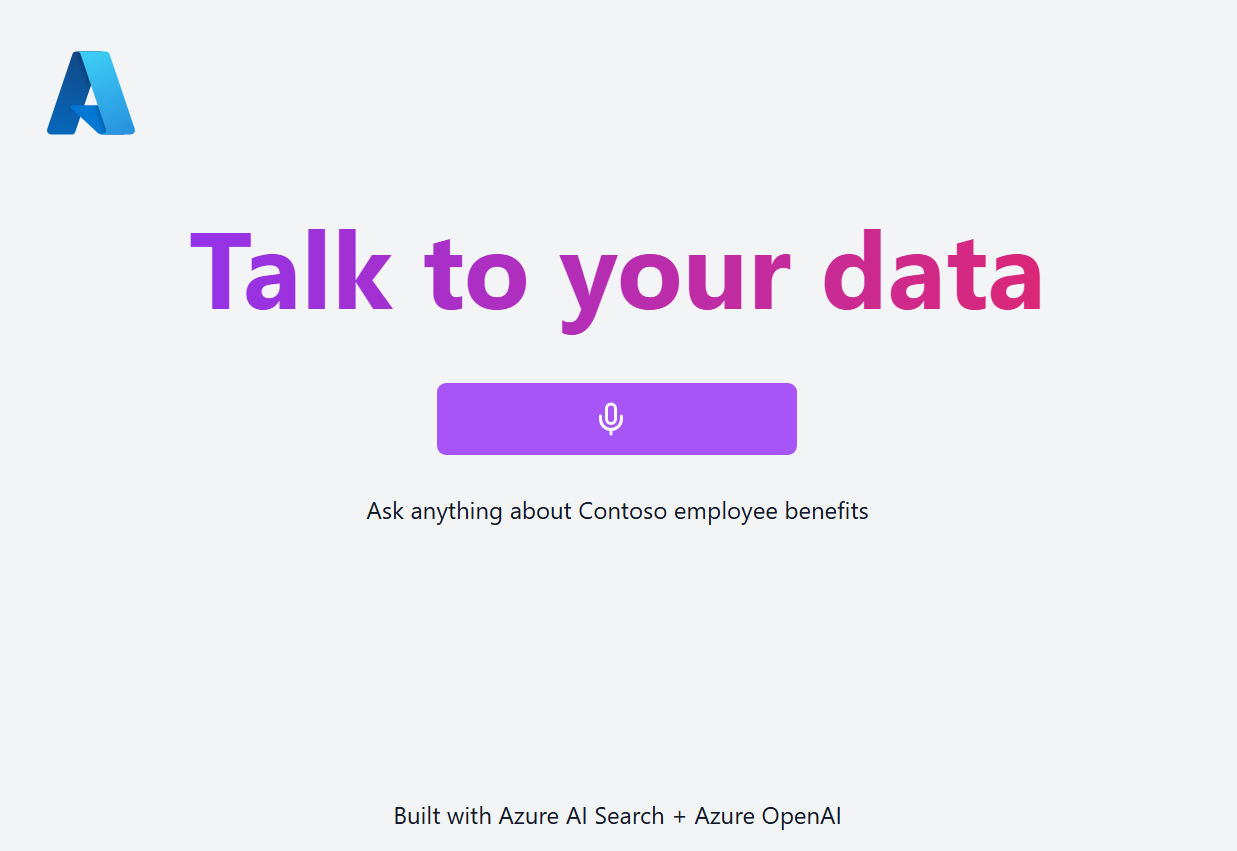 Talk to your data
Ask anything about Contoso employee benefits
Built with Azure AI Search + Azure OpenAI